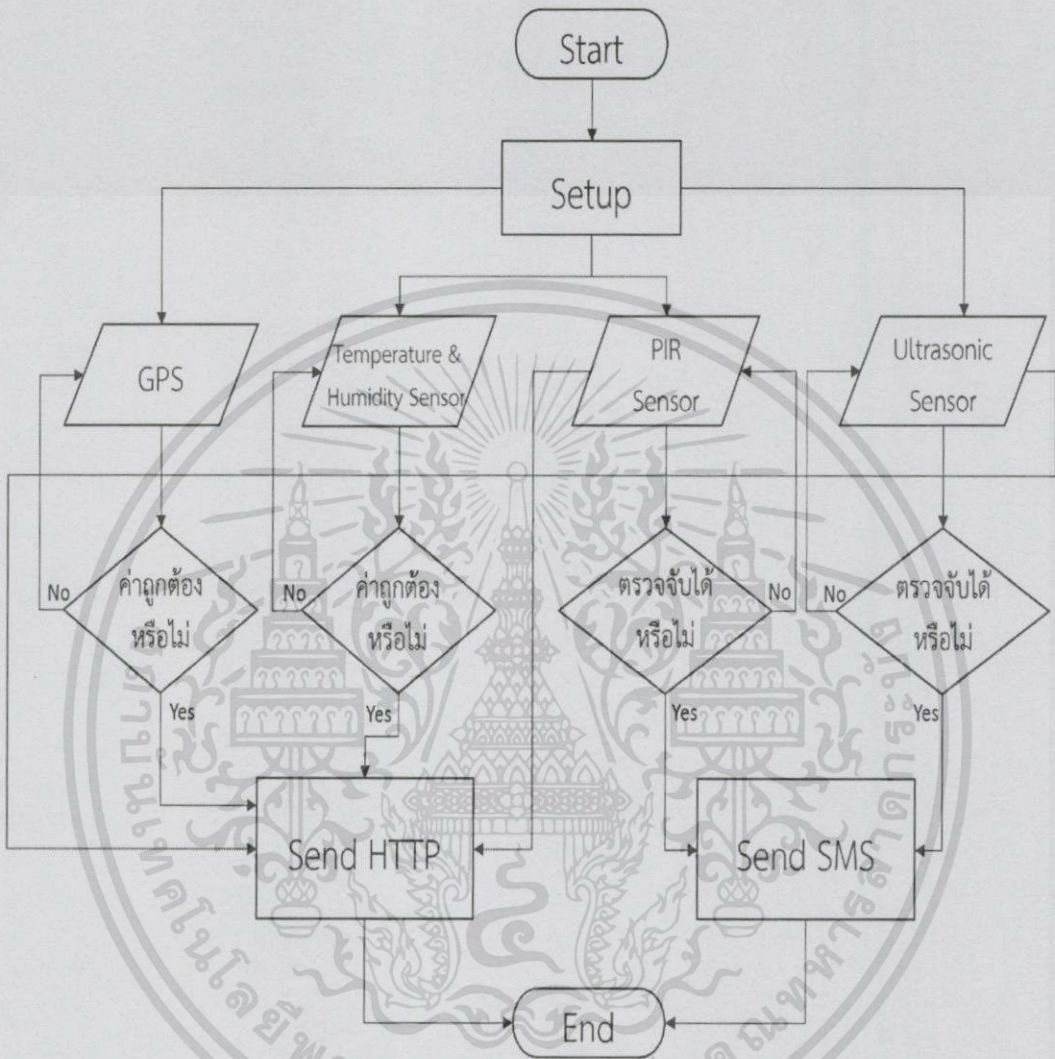 Start
Setup
GPS
Temperature &
Humidity Sensor
PIR
Sensor
Ultrasonic
Sensor
No
ค่าถูกต้อง
หรือไม่
No
ค่าถูกต้อง
หรือไม่
ตรวจจับได้
หรือไม่
No
No
ตรวจจับได้
หรือไม่
Yes
Yes
Yes
Yes
Send HTTP
Send SMS
End